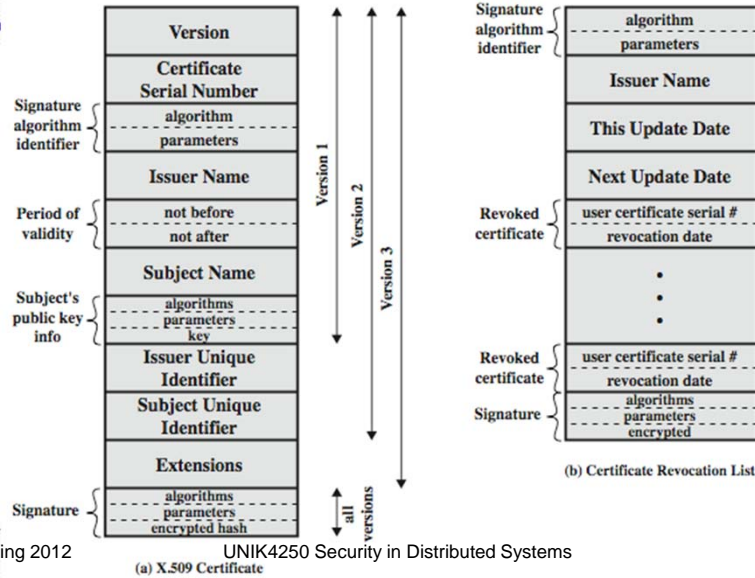 Version
Certificate
Serial Number
Signature
algorithm
identifier
algorithm
parameters
Issuer Name
Period of
validity
not before
not after
Subject Name
Subject's
public key
info
algorithms
parameters
key
Issuer Unique
Identifier
Subject Unique
Identifier
Extensions
Signature
algorithms
parameters
encrypted hash
Version 1
Version 2
Version 3
all
versions
(a) X.509 Certificate
Signature
algorithm
identifier
algorithm
parameters
Issuer Name
This Update Date
Next Update Date
Revoked
certificate
user certificate serial #
revocation date
•
•
•
Revoked
certificate
user certificate serial #
revocation date
Signature
algorithms
parameters
encrypted
(b) Certificate Revocation List
ing 2012
UNIK4250 Security in Distributed Systems